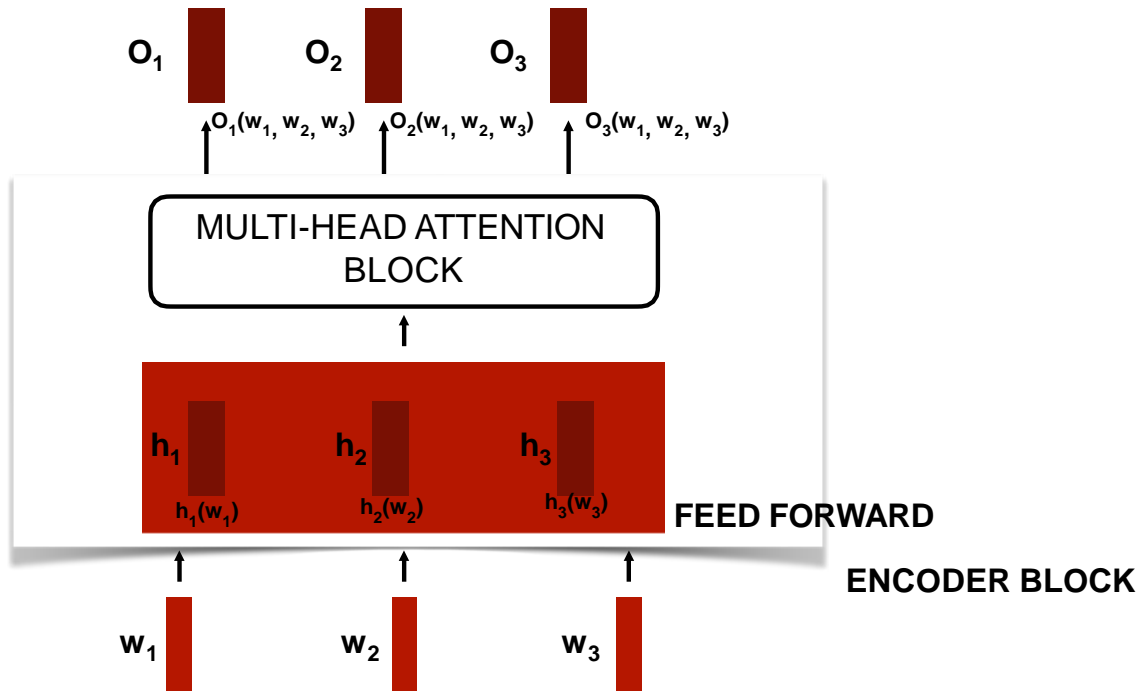 O₁ O₂ O₃
O₁(w₁, w₂, w₃) O₂(w₁, w₂, w₃) O₃(w₁, w₂, w₃)
MULTI-HEAD ATTENTION
BLOCK
h₁ h₂ h₃
h₁(w₁) h₂(w₂) h₃(w₃)
FEED FORWARD
ENCODER BLOCK
w₁ w₂ w₃